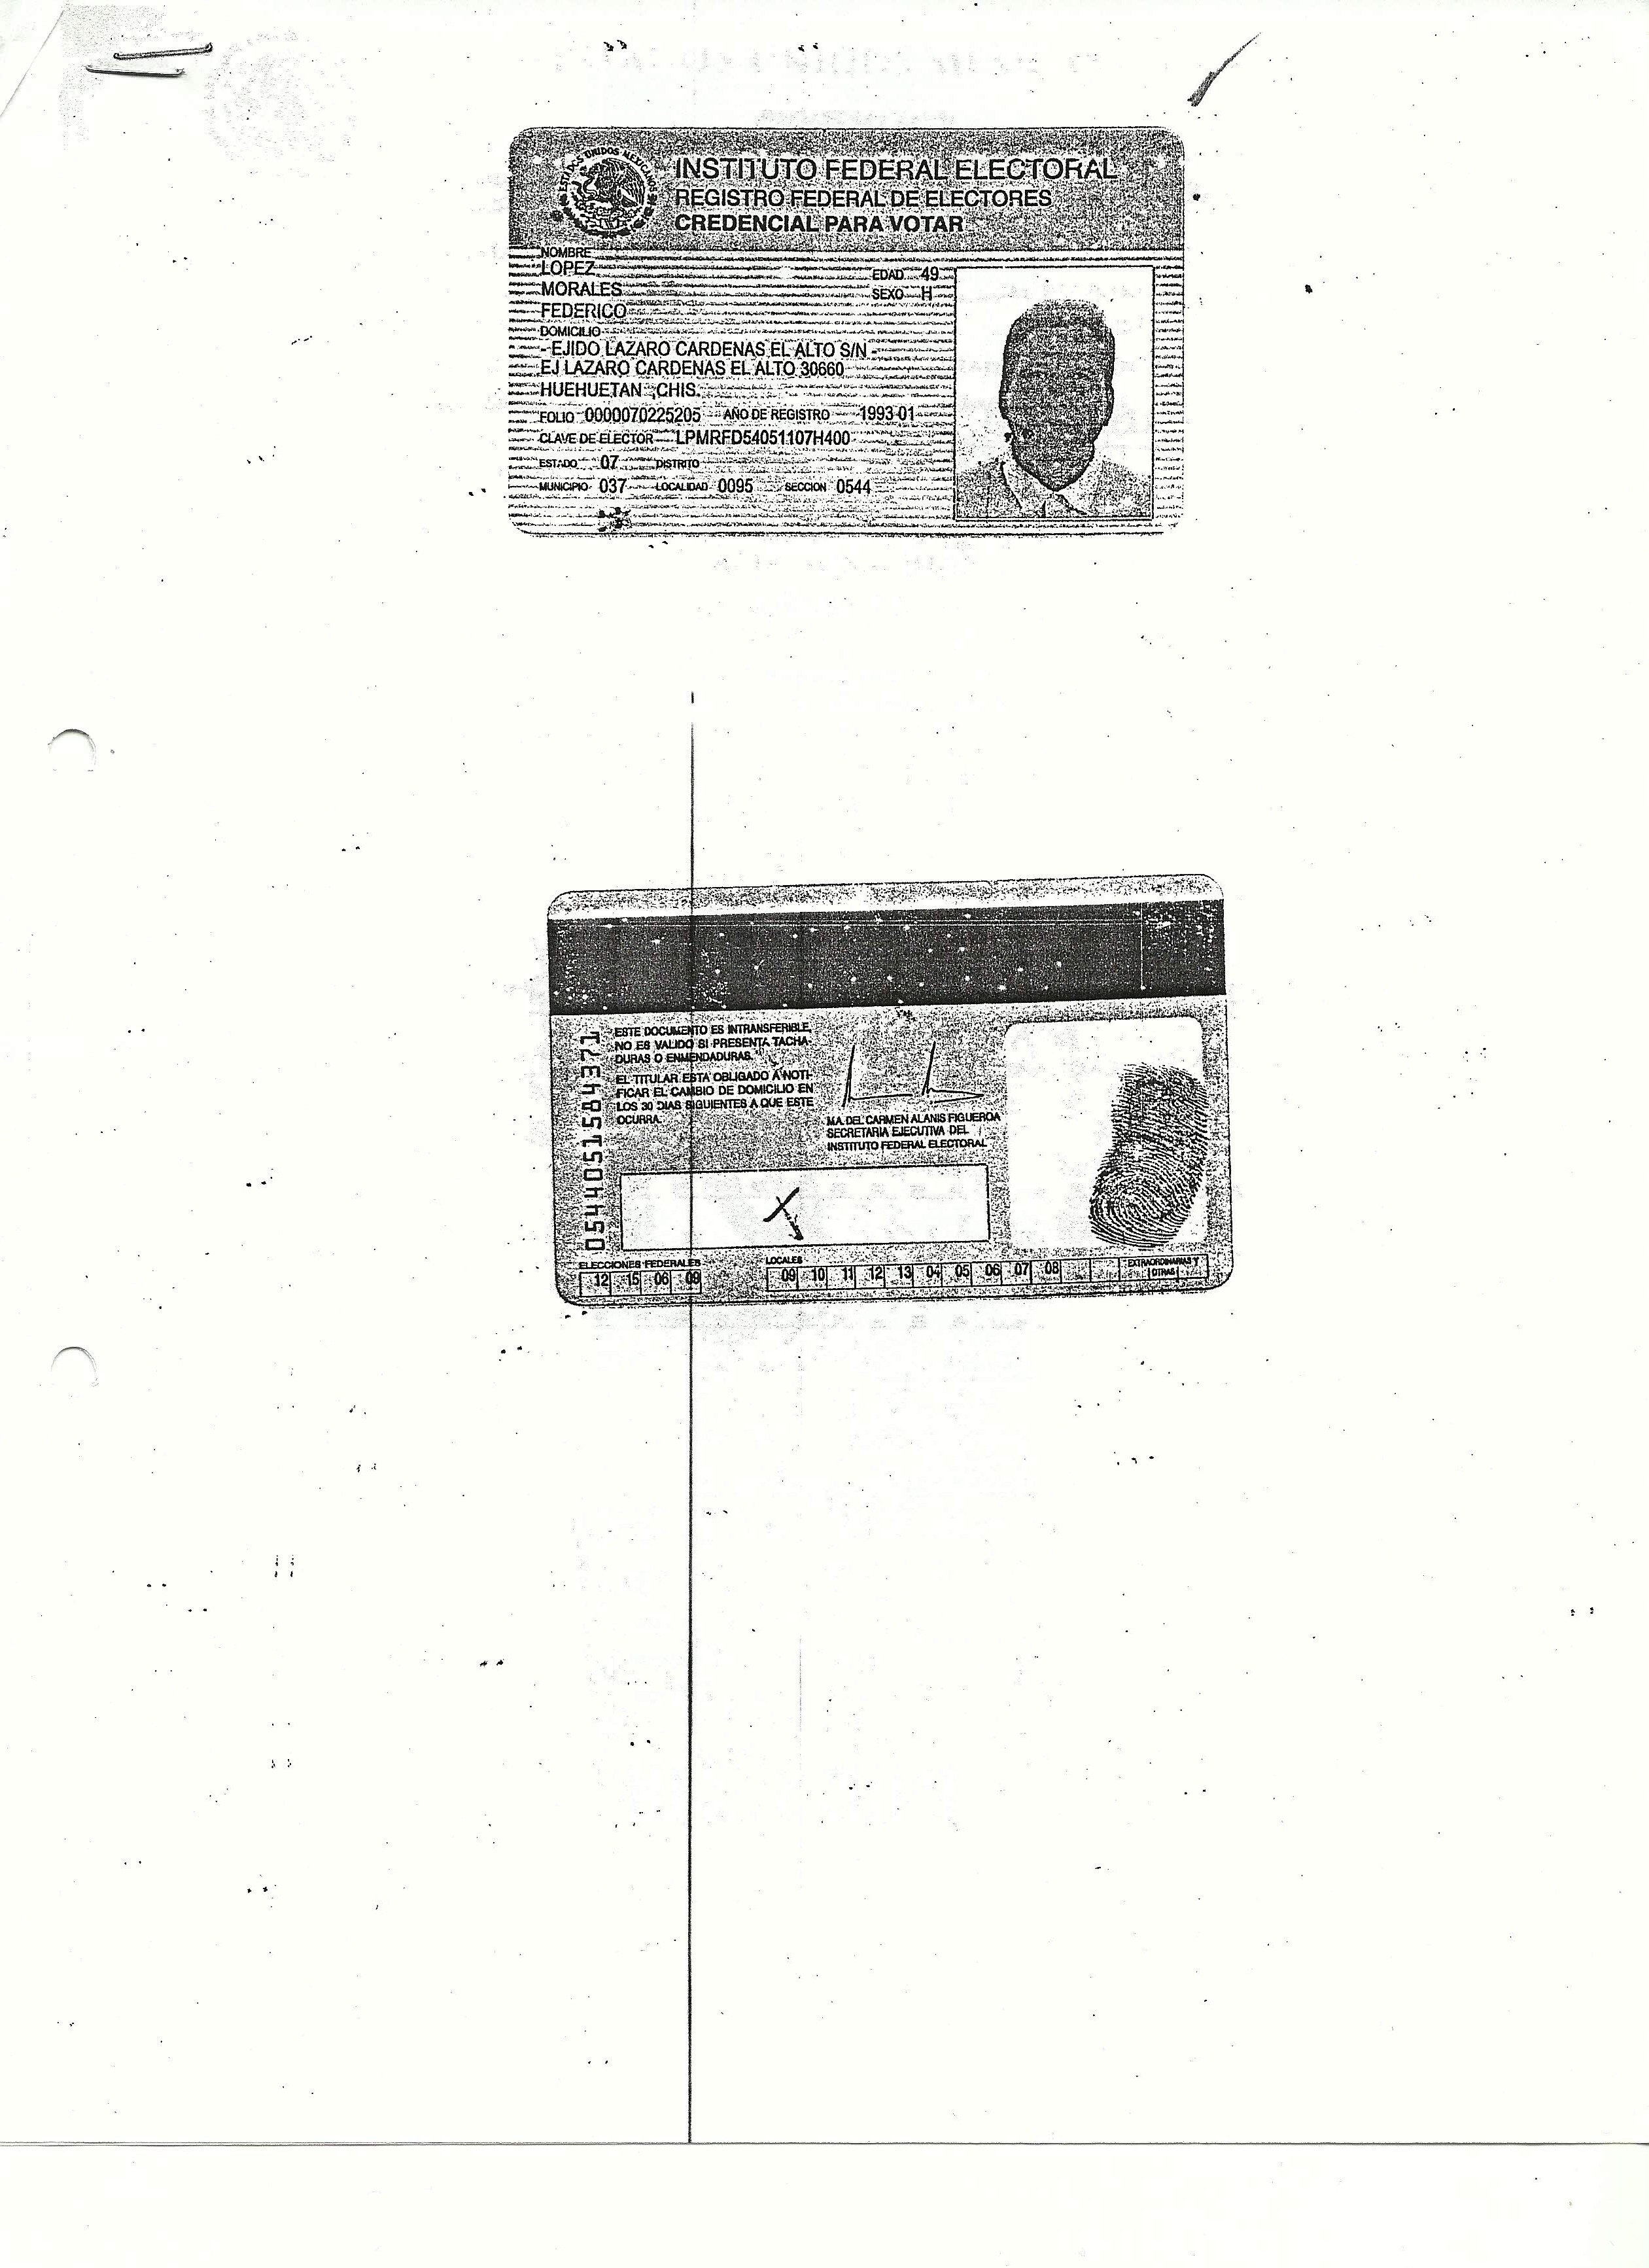 ESTADOS UNIDOS MEXICANOS
INSTITUTO FEDERAL ELECTORAL
REGISTRO FEDERAL DE ELECTORES
CREDENCIAL PARA VOTAR
NOMBRE
LOPEZ
EDAD 49
MORALES
SEXO H
FEDERICO
DOMICILIO
- EJIDO LAZARO CARDENAS EL ALTO S/N -
EJ LAZARO CARDENAS EL ALTO 30660
HUEHUETAN ,CHIS.
FOLIO 0000070225205 AÑO DE REGISTRO 1993 01
CLAVE DE ELECTOR LPMRFD54051107H400
ESTADO 07 DISTRITO
MUNICIPIO 037 LOCALIDAD 0095 SECCION 0544
0544051584371
ESTE DOCUMENTO ES INTRANSFERIBLE,
NO ES VALIDO SI PRESENTA TACHA-
DURAS O ENMENDADURAS.
EL TITULAR ESTA OBLIGADO A NOTI-
FICAR EL CAMBIO DE DOMICILIO EN
LOS 30 DIAS SIGUIENTES A QUE ESTE
OCURRA.
MA. DEL CARMEN ALANIS FIGUEROA
SECRETARIA EJECUTIVA DEL
INSTITUTO FEDERAL ELECTORAL
X
ELECCIONES FEDERALES
12 15 06 09
LOCALES
09 10 11 12 13 04 05 06 07 08
EXTRAORDINARIAS Y
OTRAS